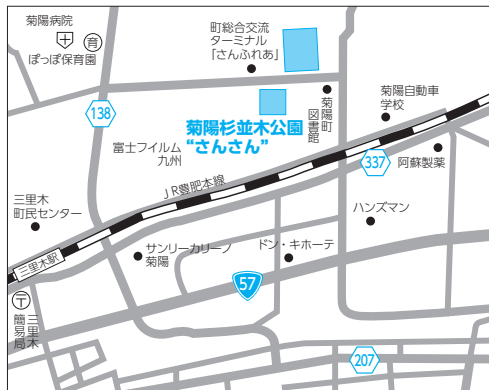 菊陽病院
育
ぽっぽ保育園
町総合交流
ターミナル
「さんふれあ」
138
菊陽杉並木公園
“さんさん”
富士フイルム
九州
菊陽町
図書館
菊陽自動車
学校
337
阿蘇製薬
JR豊肥本線
三里木
町民センター
三里木駅
サンリーカリーノ
菊陽
ドン・キホーテ
ハンズマン
57
三里木
簡易局
207